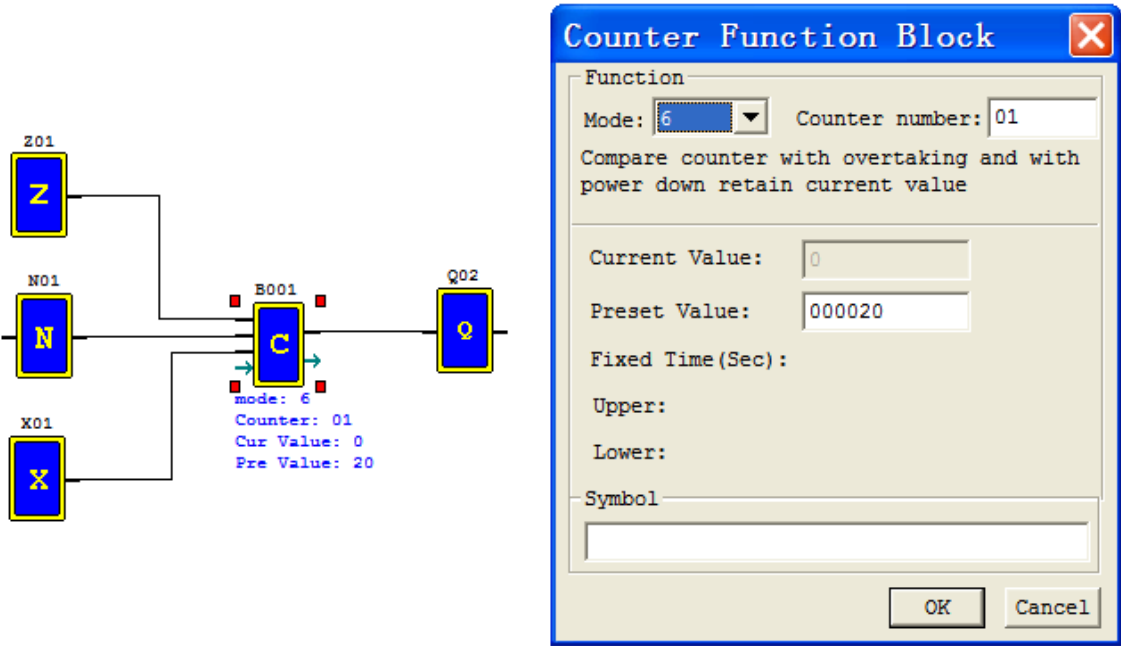 Z01
Z
N01
N
X01
X
B001
C
mode: 6
Counter: 01
Cur Value: 0
Pre Value: 20
Q02
Q
Counter Function Block
Function
Mode: 6 Counter number: 01
Compare counter with overtaking and with
power down retain current value
Current Value: 0
Preset Value: 000020
Fixed Time(Sec):
Upper:
Lower:
Symbol
OK Cancel